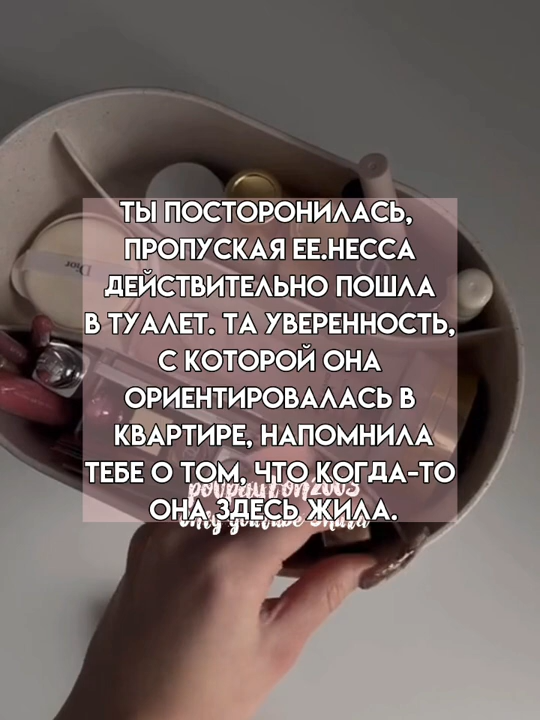 ТЫ ПОСТОРОНИЛАСЬ,
ПРОПУСКАЯ ЕЕ.НЕССА
ДЕЙСТВИТЕЛЬНО ПОШЛА
В ТУАЛЕТ. ТА УВЕРЕННОСТЬ,
С КОТОРОЙ ОНА
ОРИЕНТИРОВАЛАСЬ В
КВАРТИРЕ, НАПОМНИЛА
ТЕБЕ О ТОМ, ЧТО КОГДА-ТО
ОНА ЗДЕСЬ ЖИЛА.
Dior